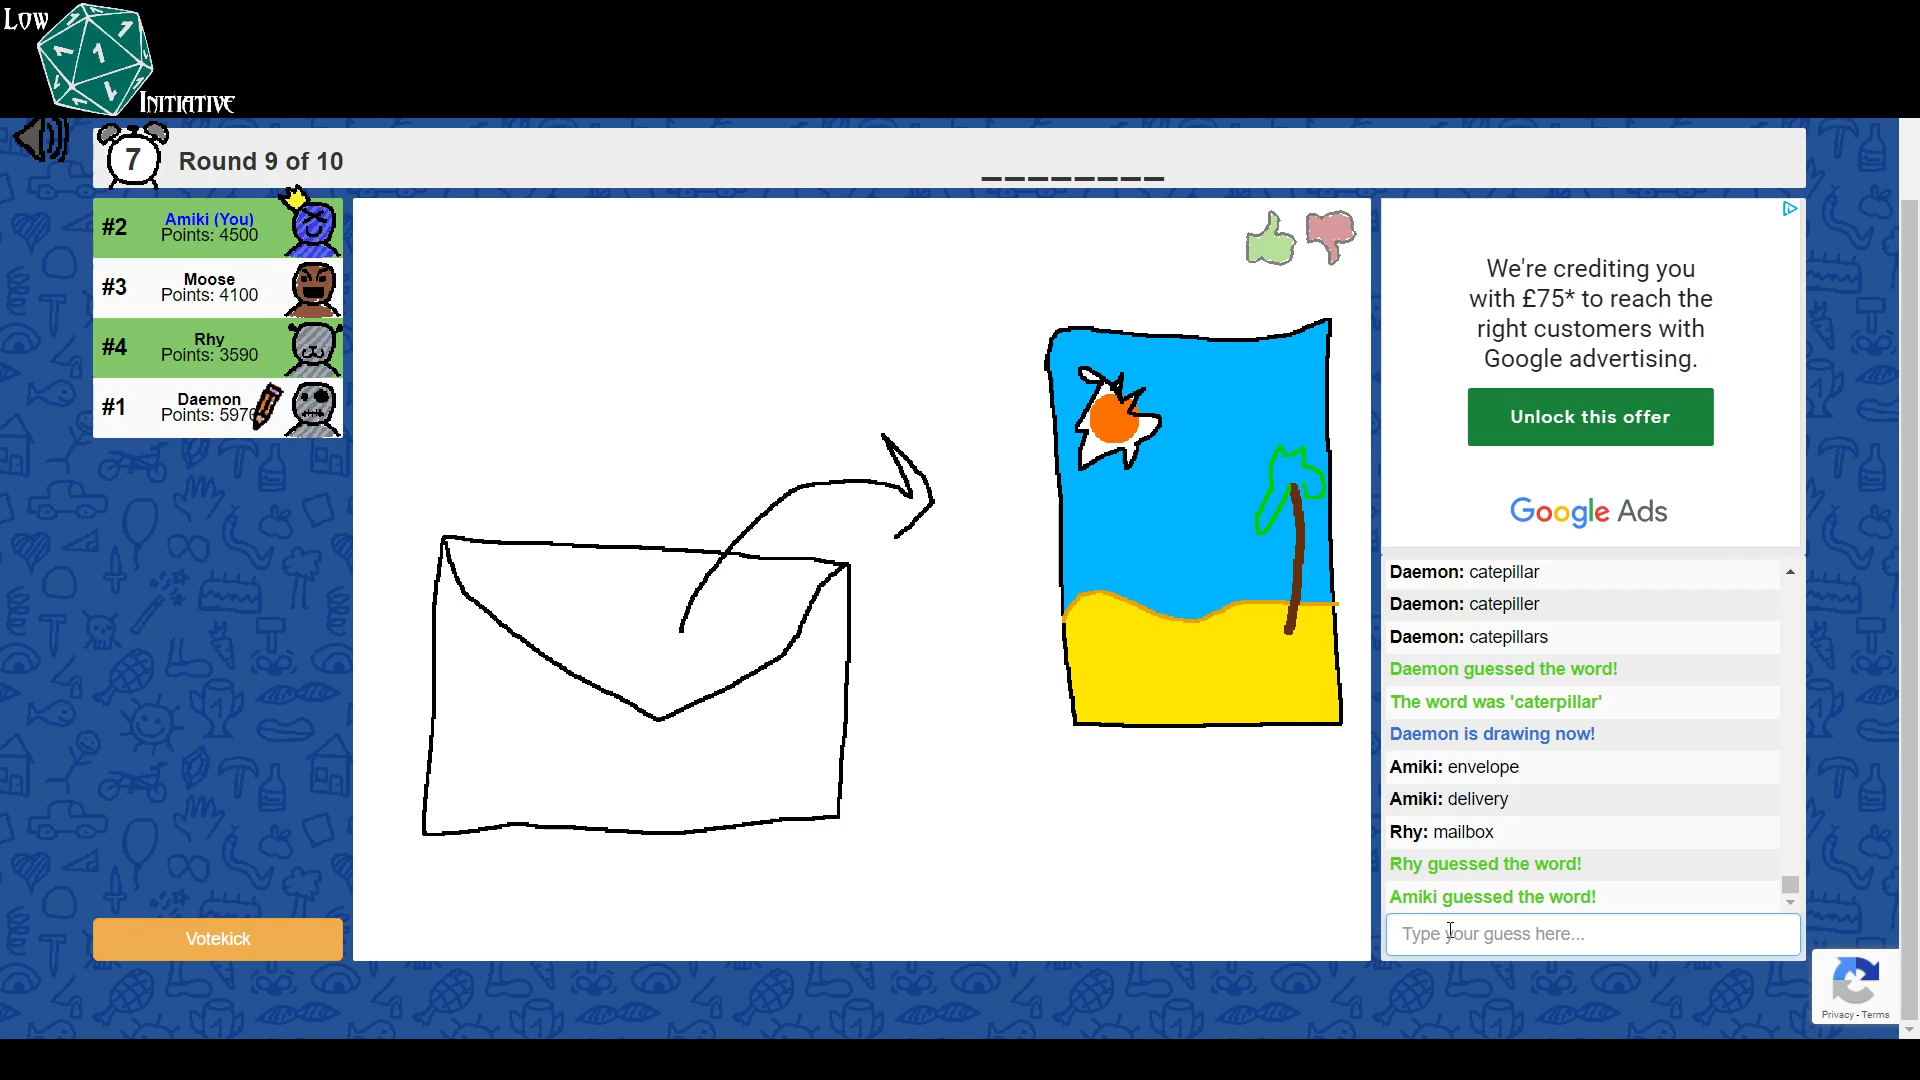 Low
Initiative
7
Round 9 of 10
________
#2
Amiki (You)
Points: 4500
#3
Moose
Points: 4100
#4
Rhy
Points: 3590
#1
Daemon
Points: 5970
Votekick
We're crediting you
with £75* to reach the
right customers with
Google advertising.
Unlock this offer
Google Ads
Daemon: catepillar
Daemon: catepiller
Daemon: catepillars
Daemon guessed the word!
The word was 'caterpillar'
Daemon is drawing now!
Amiki: envelope
Amiki: delivery
Rhy: mailbox
Rhy guessed the word!
Amiki guessed the word!
Type your guess here...
Privacy - Terms